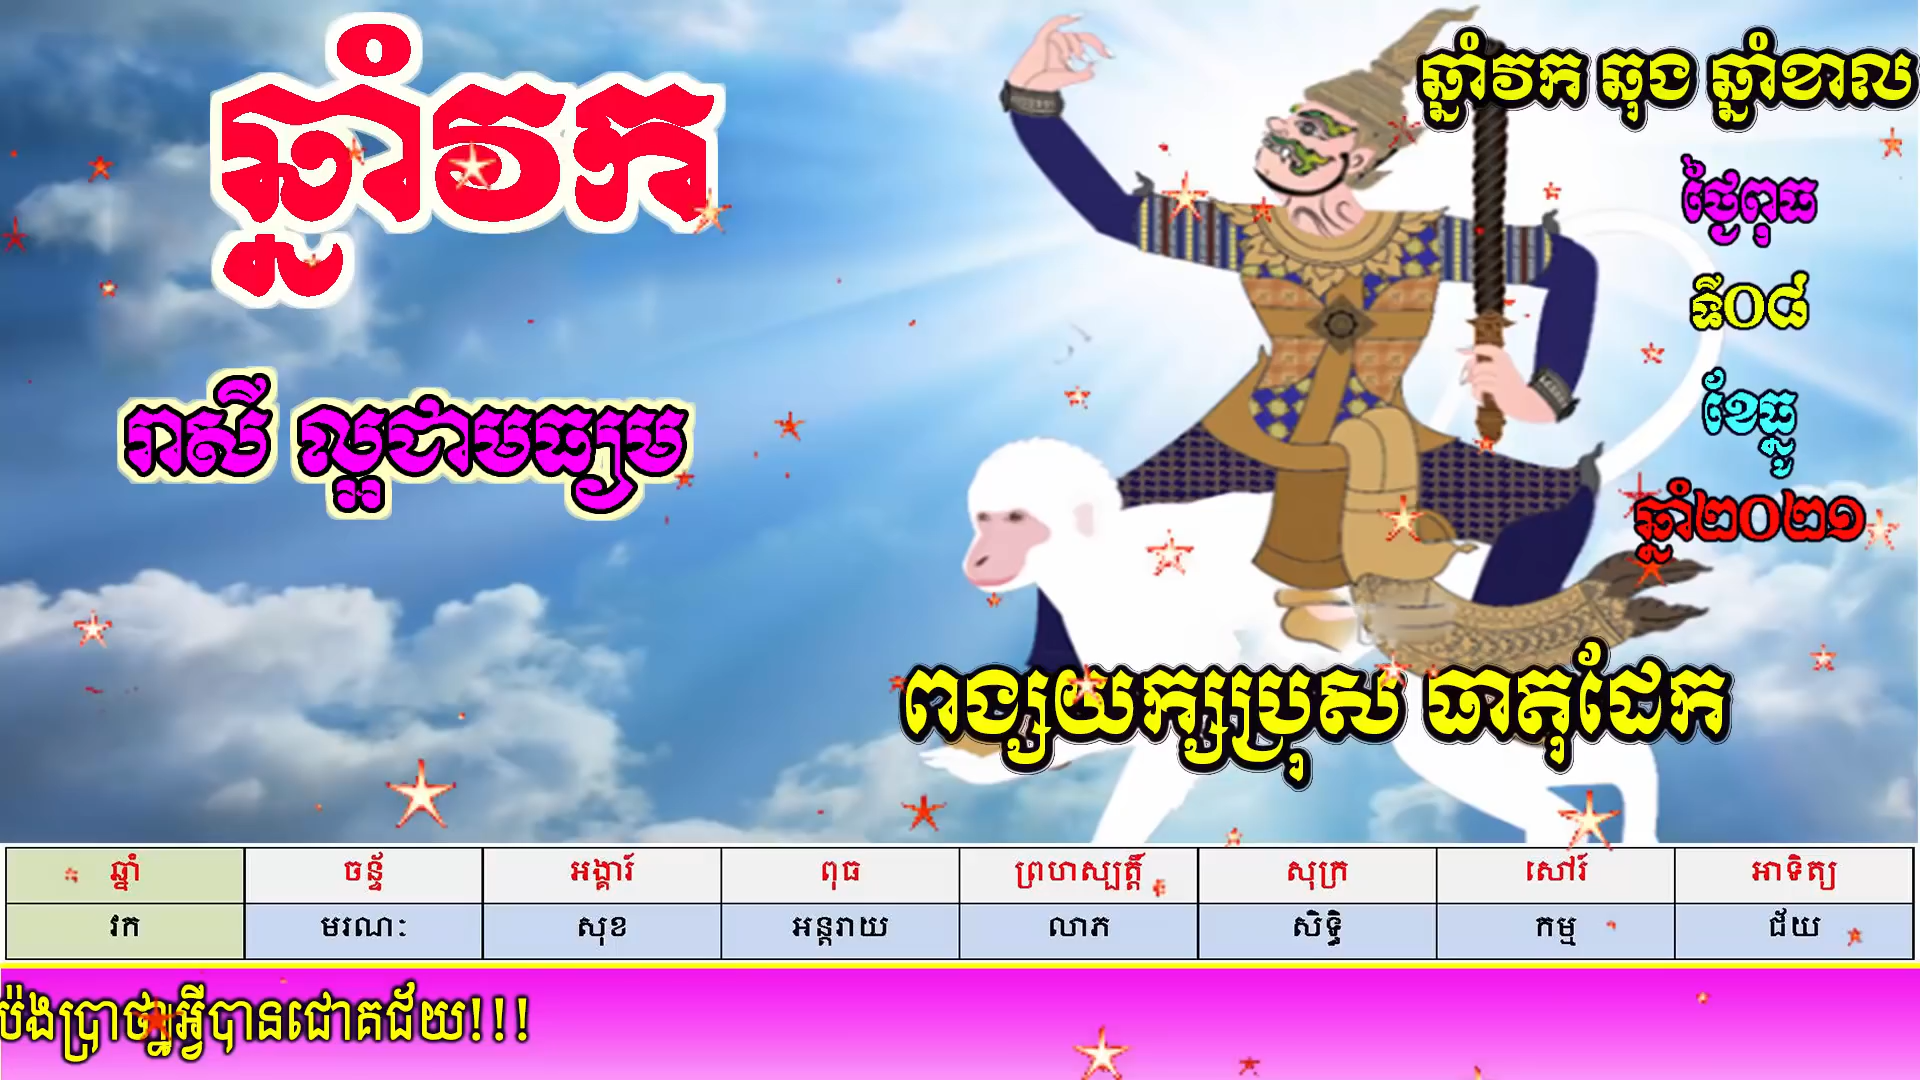 ឆ្នាំវក
រាសី ល្អជាមធ្យម
ឆ្នាំវក ឆុង ឆ្នាំខាល
ថ្ងៃពុធ
ទី០៨
ខែធ្នូ
ឆ្នាំ២០២១
ពង្សយក្សប្រុស ធាតុដែក
ឆ្នាំ ចន្ទ័ អង្គារ៍ ពុធ ព្រហស្បត្តិ៍ សុក្រ សៅរ៍ អាទិត្យ
វក មរណៈ សុខ អន្តរាយ លាភ សិទ្ធិ កម្ម ជ័យ
ប៉ងប្រាថ្នាអ្វីបានជោគជ័យ!!!